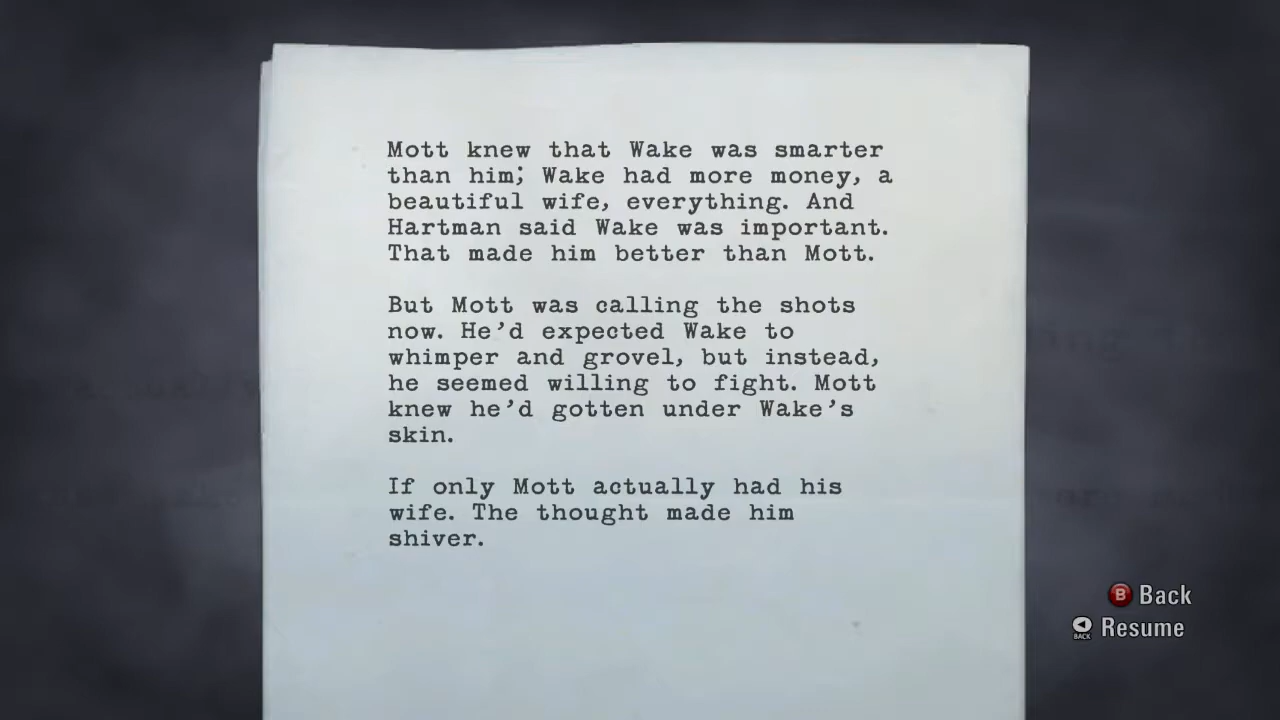 Mott knew that Wake was smarter
than him; Wake had more money, a
beautiful wife, everything. And
Hartman said Wake was important.
That made him better than Mott.
But Mott was calling the shots
now. He'd expected Wake to
whimper and grovel, but instead,
he seemed willing to fight. Mott
knew he'd gotten under Wake's
skin.
If only Mott actually had his
wife. The thought made him
shiver.
B Back
BACK Resume